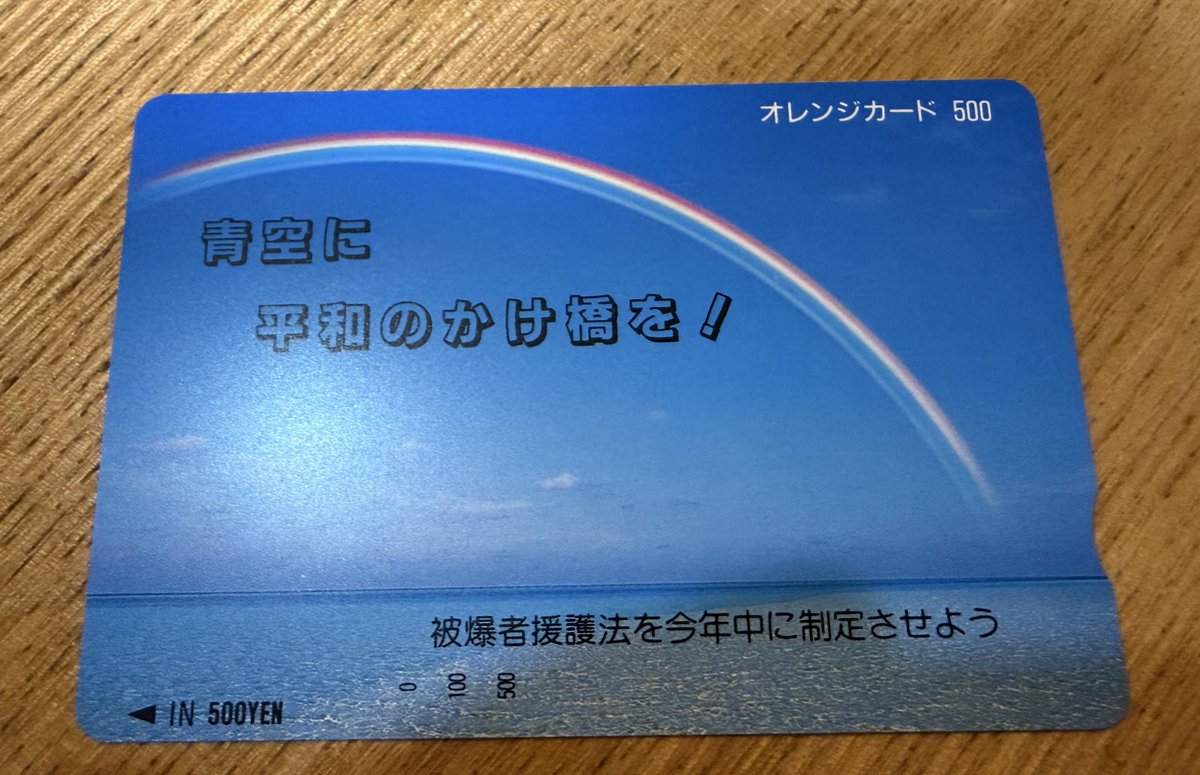 オレンジカード 500
青空に
平和のかけ橋を!
被爆者援護法を今年中に制定させよう
0 100 500
◀ IN 500YEN